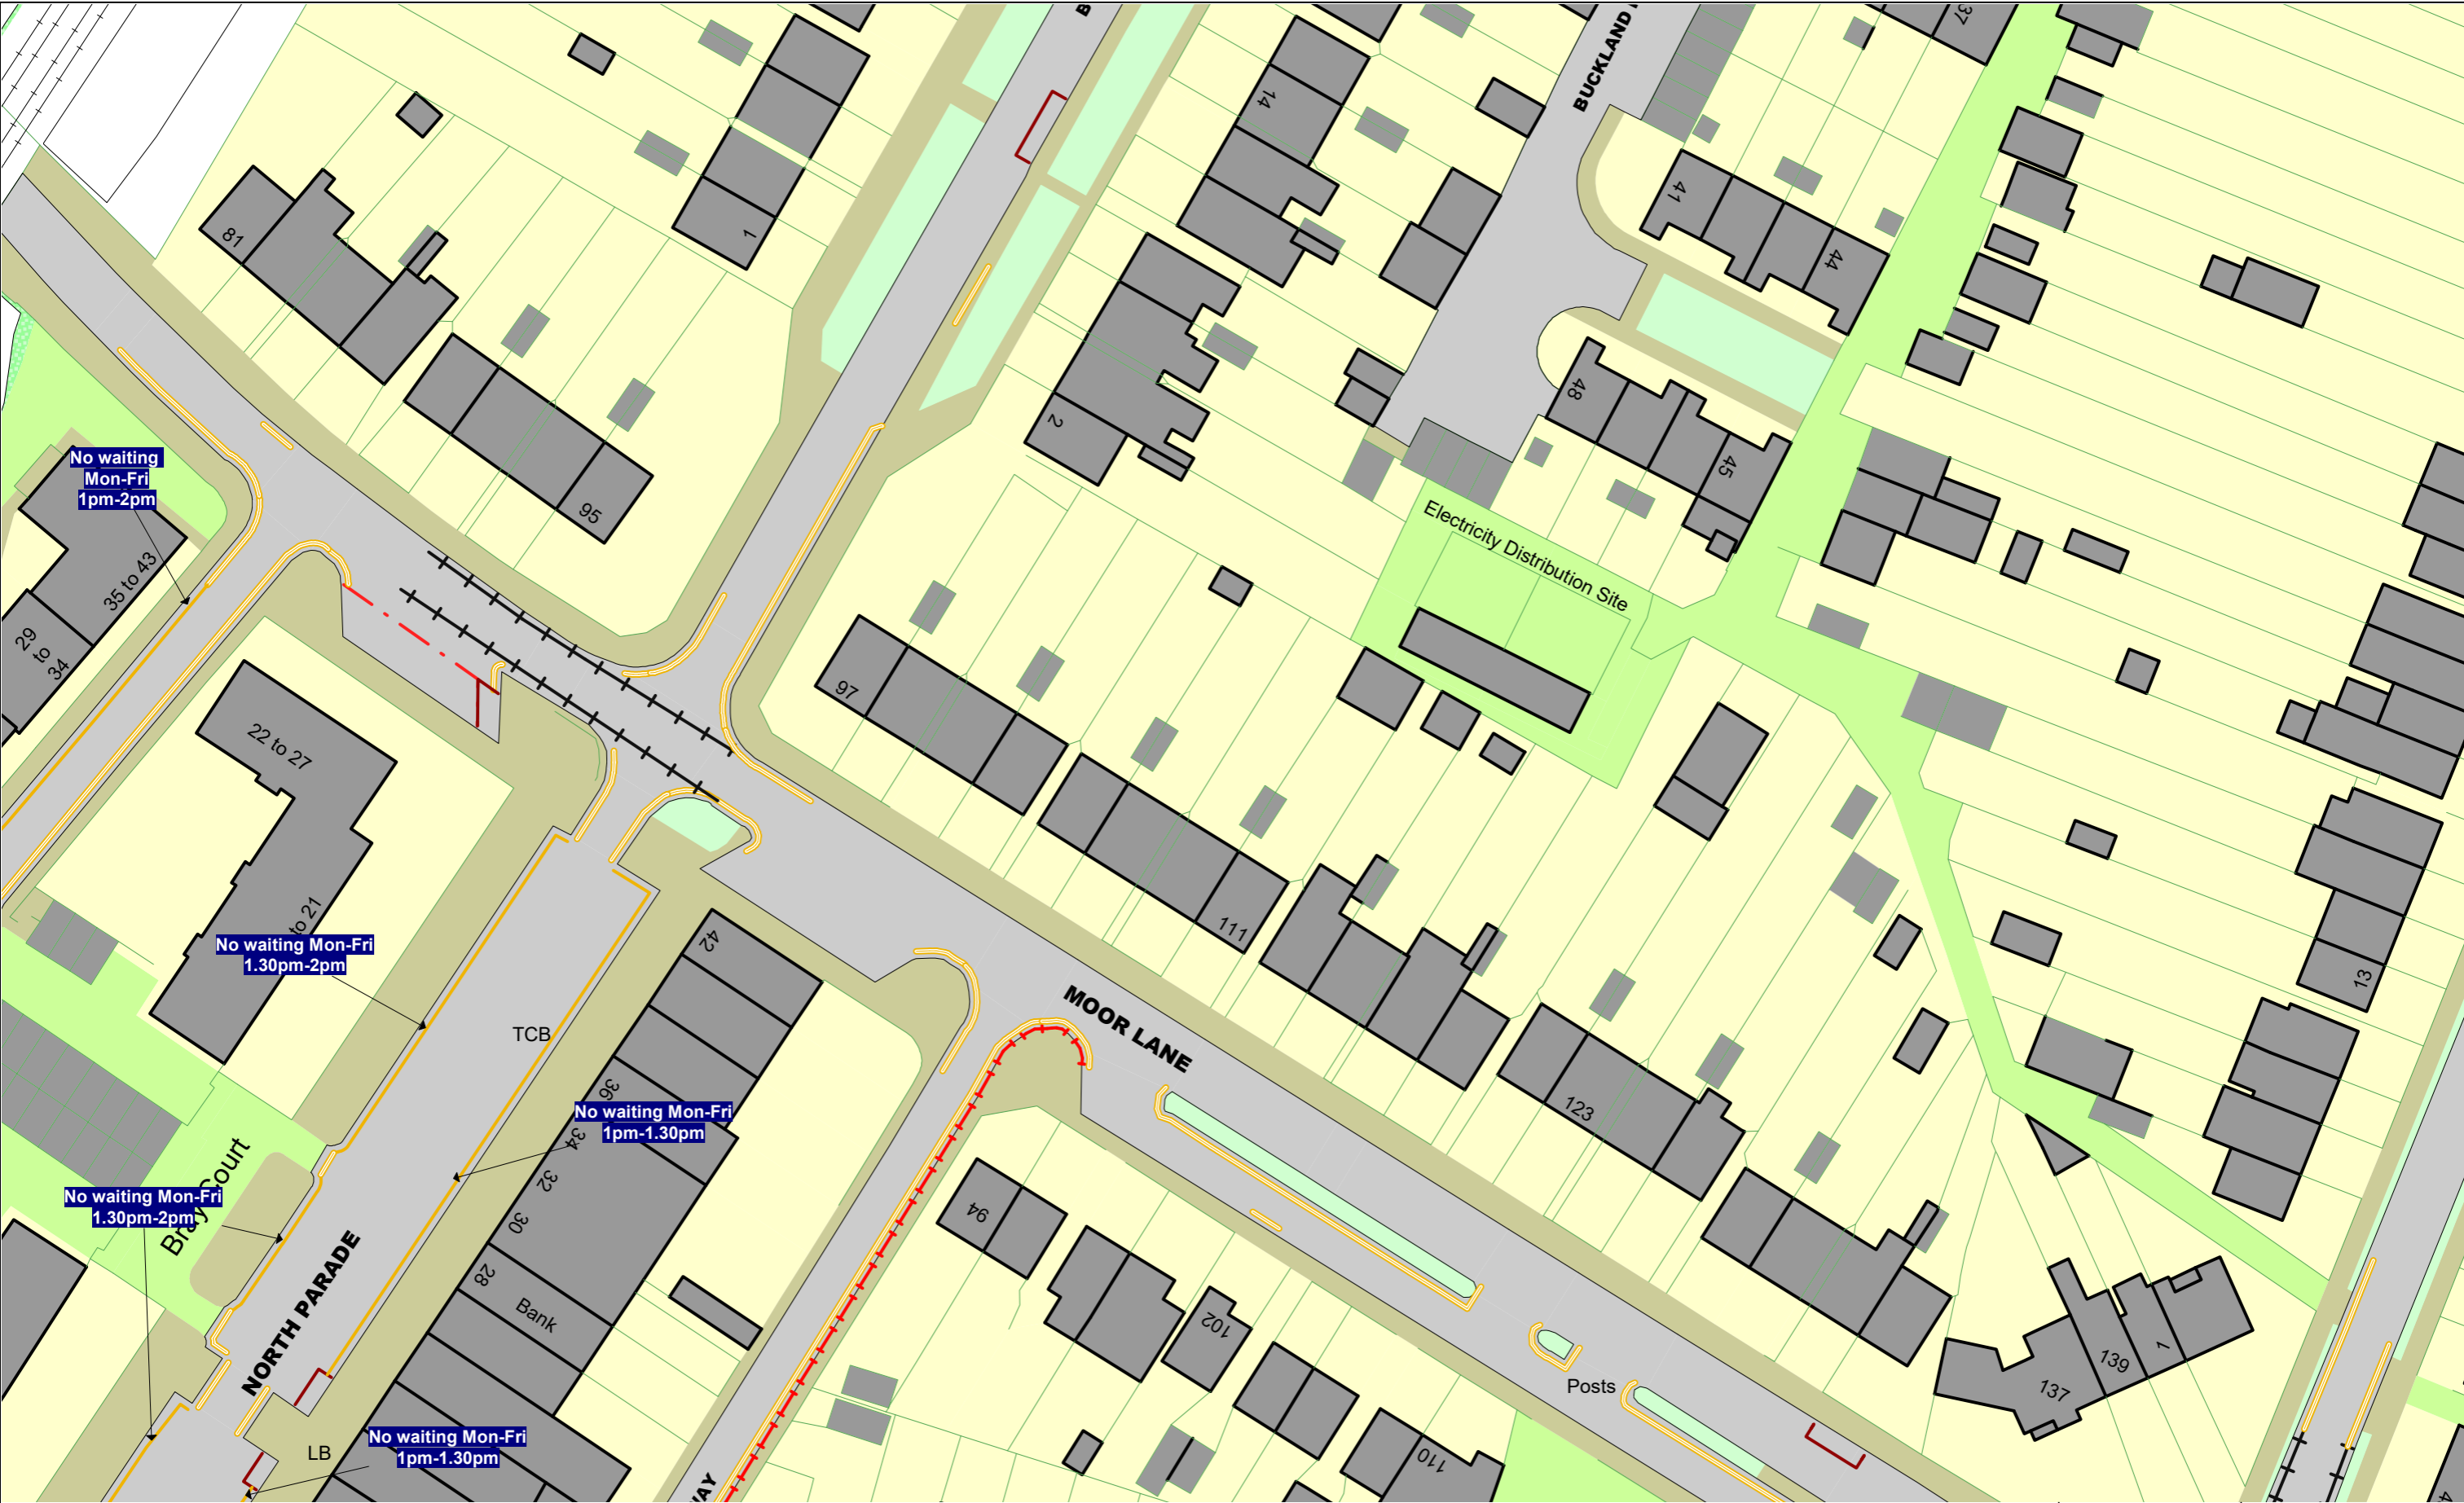 BUCKLAND
37
14
41
44
81
1
2
48
45
No waiting
Mon-Fri
1pm-2pm
95
Electricity Distribution Site
35 to 43
29
to
34
97
22 to 27
111
42
to 21
No waiting Mon-Fri
1.30pm-2pm
13
MOOR LANE
TCB
36
No waiting Mon-Fri
1pm-1.30pm
34
123
32
Bray Court
No waiting Mon-Fri
1.30pm-2pm
94
30
102
28
Bank
NORTH PARADE
139
1
137
Posts
No waiting Mon-Fri
1pm-1.30pm
LB
110
WAY